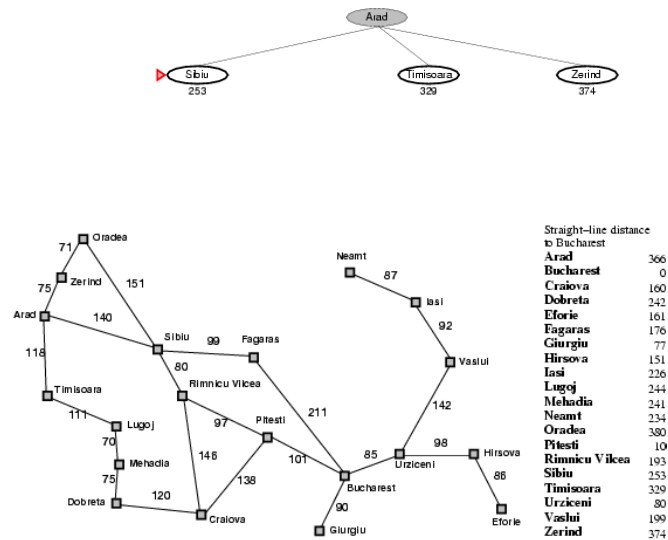 Arad
Sibiu
Timisoara
Zerind
253
329
374
Oradea
71
Neamt
87
Zerind
75
151
Iasi
Arad
140
92
Sibiu
99
Fagaras
118
80
Vaslui
Timisoara
Rimnicu Vilcea
111
Lugoj
97
Pitesti
211
142
70
98
Hirsova
Mehadia
146
101
85
Urziceni
75
138
86
Bucharest
Dobreta
120
90
Craiova
Eforie
Giurgiu
Straight–line distance
to Bucharest
Arad 366
Bucharest 0
Craiova 160
Dobreta 242
Eforie 161
Fagaras 176
Giurgiu 77
Hirsova 151
Iasi 226
Lugoj 244
Mehadia 241
Neamt 234
Oradea 380
Pitesti 10
Rimnicu Vilcea 193
Sibiu 253
Timisoara 329
Urziceni 80
Vaslui 199
Zerind 374